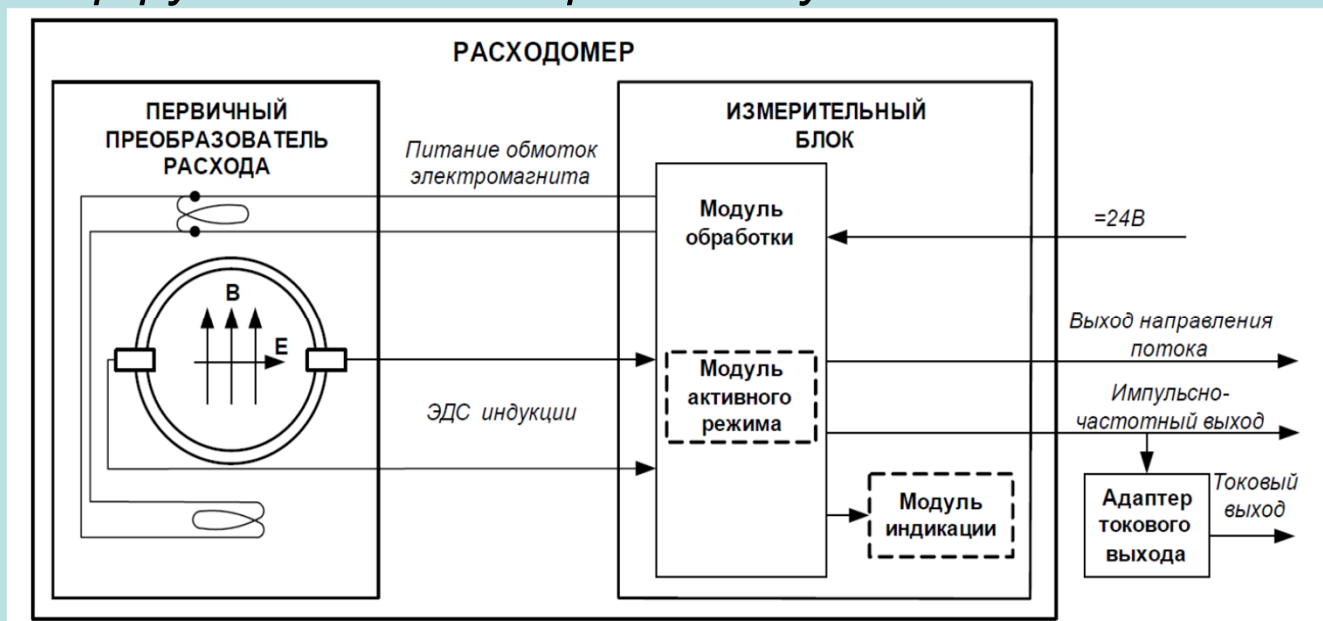 РАСХОДОМЕР
ПЕРВИЧНЫЙ
ПРЕОБРАЗОВАТЕЛЬ
РАСХОДА
Питание обмоток
электромагнита
ИЗМЕРИТЕЛЬНЫЙ
БЛОК
Модуль
обработки
=24В
В
Е
ЭДС индукции
Модуль
активного
режима
Выход направления
потока
Импульсно-
частотный выход
Модуль
индикации
Адаптер
токового
выхода
Токовый
выход